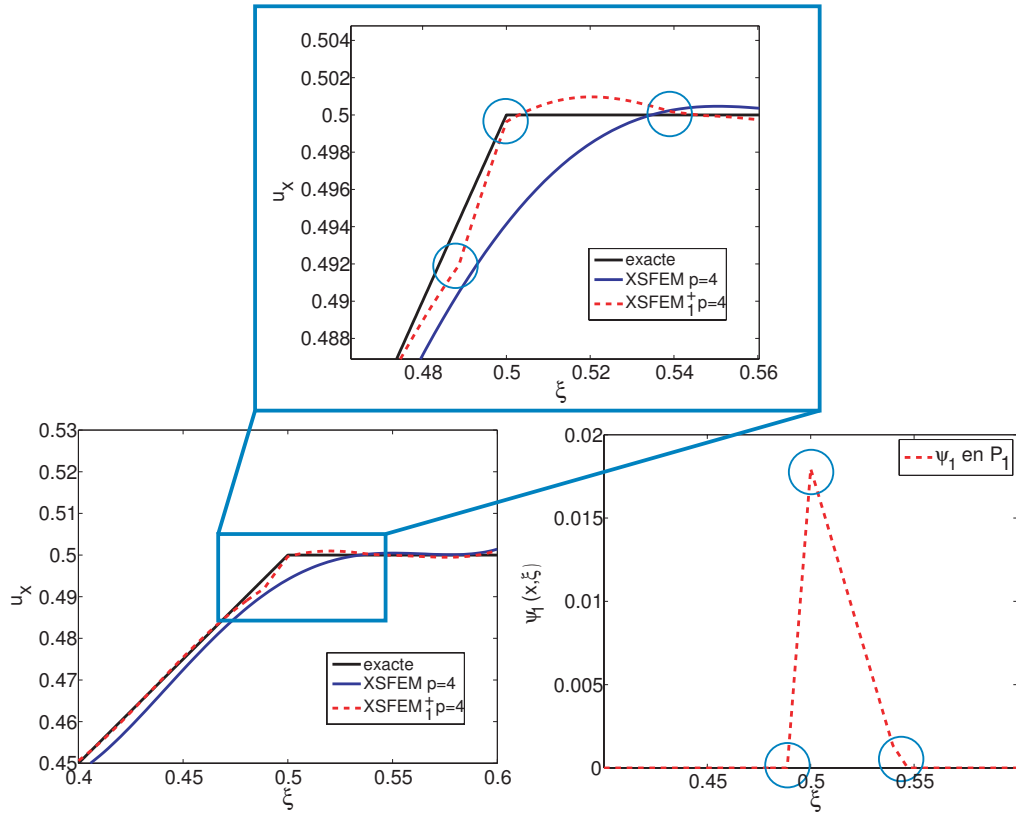 0.504
0.502
0.5
0.498
0.496
0.494
0.492
0.49
0.488
u_x
exacte
XSFEM p=4
XSFEM_1^+ p=4
0.48 0.5 0.52 0.54 0.56
ξ
0.53
0.52
0.51
0.5
0.49
0.48
0.47
0.46
0.45
u_x
exacte
XSFEM p=4
XSFEM_1^+ p=4
0.4 0.45 0.5 0.55 0.6
ξ
0.02
0.015
0.01
0.005
0
ψ_1 (x,ξ)
ψ_1 en P_1
0.45 0.5 0.55
ξ